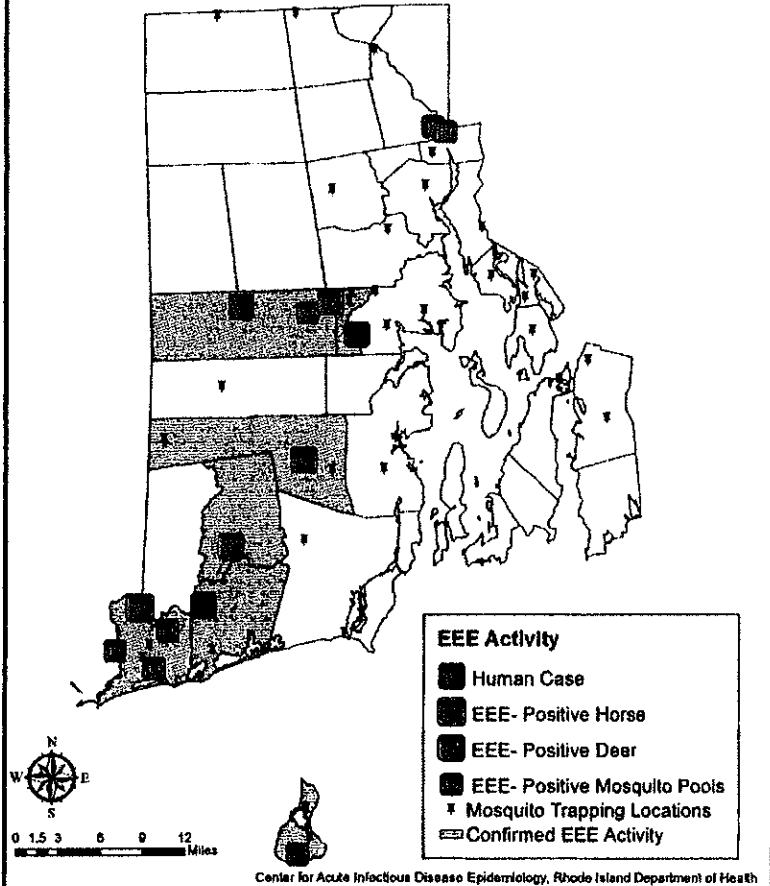 EEE Activity
Human Case
EEE- Positive Horse
EEE- Positive Deer
EEE- Positive Mosquito Pools
Mosquito Trapping Locations
Confirmed EEE Activity
N
W E
S
0 1.5 3 6 9 12
Miles
Center for Acute Infectious Disease Epidemiology, Rhode Island Department of Health